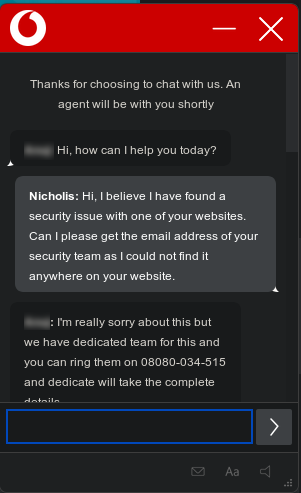 Thanks for choosing to chat with us. An
agent will be with you shortly
Hi, how can I help you today?
Nicholis: Hi, I believe I have found a
security issue with one of your websites.
Can I please get the email address of your
security team as I could not find it
anywhere on your website.
: I'm really sorry about this but
we have dedicated team for this and
you can ring them on 08080-034-515
and dedicate will take the complete
details
Aa